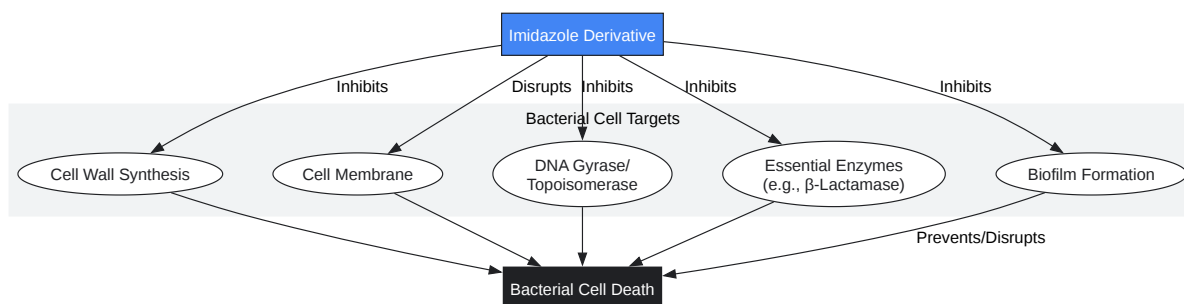 Imidazole Derivative
Inhibits
Disrupts
Inhibits
Inhibits
Inhibits
Bacterial Cell Targets
Cell Wall Synthesis
Cell Membrane
DNA Gyrase/
Topoisomerase
Essential Enzymes
(e.g., β-Lactamase)
Biofilm Formation
Prevents/Disrupts
Bacterial Cell Death